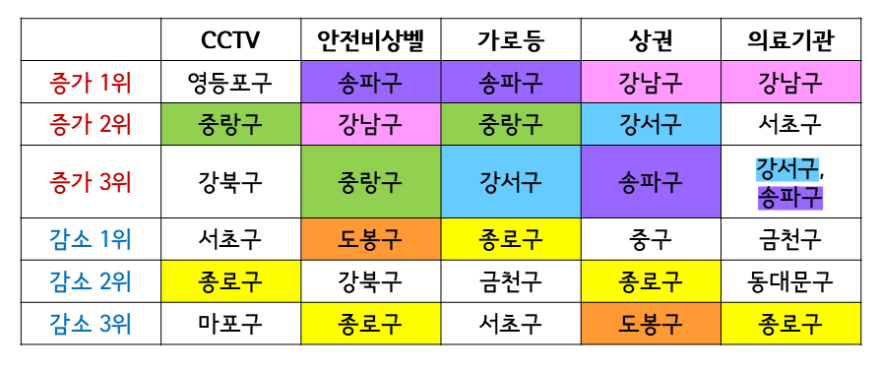 CCTV 안전비상벨 가로등 상권 의료기관
증가 1위 영등포구 송파구 송파구 강남구 강남구
증가 2위 중랑구 강남구 중랑구 강서구 서초구
증가 3위 강북구 중랑구 강서구 송파구 강서구,
송파구
감소 1위 서초구 도봉구 종로구 중구 금천구
감소 2위 종로구 강북구 금천구 종로구 동대문구
감소 3위 마포구 종로구 서초구 도봉구 종로구